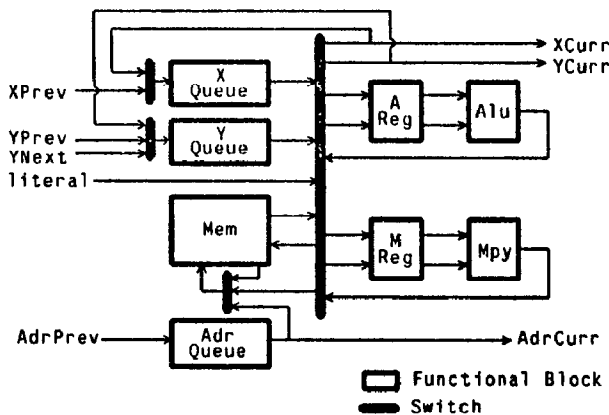 XCurr
YCurr
X
Queue
A
Reg
Alu
XPrev
Y
Queue
YPrev
YNext
literal
Mem
M
Reg
Mpy
AdrPrev
Adr
Queue
AdrCurr
Functional Block
Switch